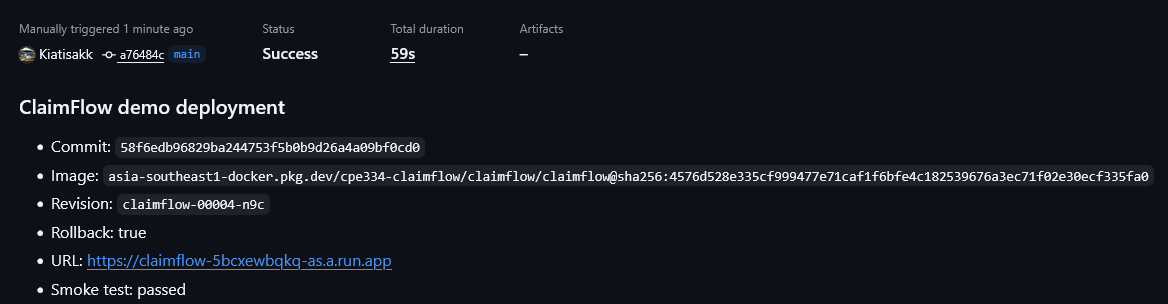 Manually triggered 1 minute ago Status Total duration Artifacts
Kiatisakk a76484c main Success 59s –
ClaimFlow demo deployment
• Commit: 58f6edb96829ba244753f5b0b9d26a4a09bf0cd0
• Image: asia-southeast1-docker.pkg.dev/cpe334-claimflow/claimflow/claimflow@sha256:4576d528e335cf999477e71caf1f6bfe4c182539676a3ec71f02e30ecf335fa0
• Revision: claimflow-00004-n9c
• Rollback: true
• URL: https://claimflow-5bcxewbqkq-as.a.run.app
• Smoke test: passed